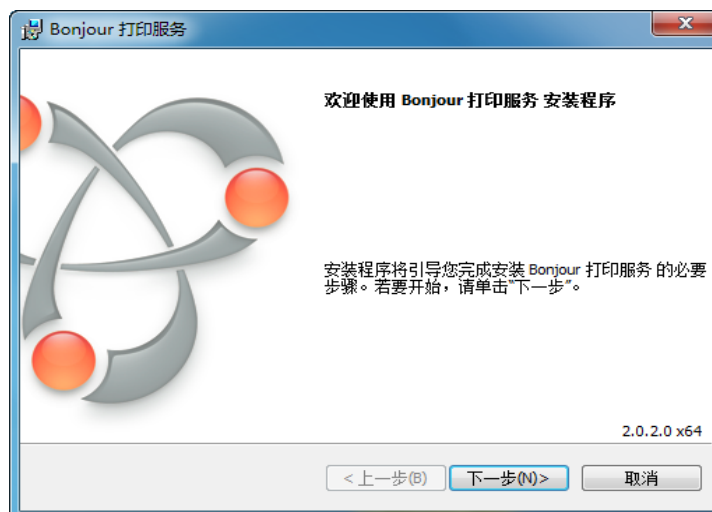 Bonjour 打印服务
欢迎使用 Bonjour 打印服务 安装程序
安装程序将引导您完成安装 Bonjour 打印服务 的必要
步骤。若要开始，请单击“下一步”。
2.0.2.0 x64
<上一步(B)
下一步(N)>
取消